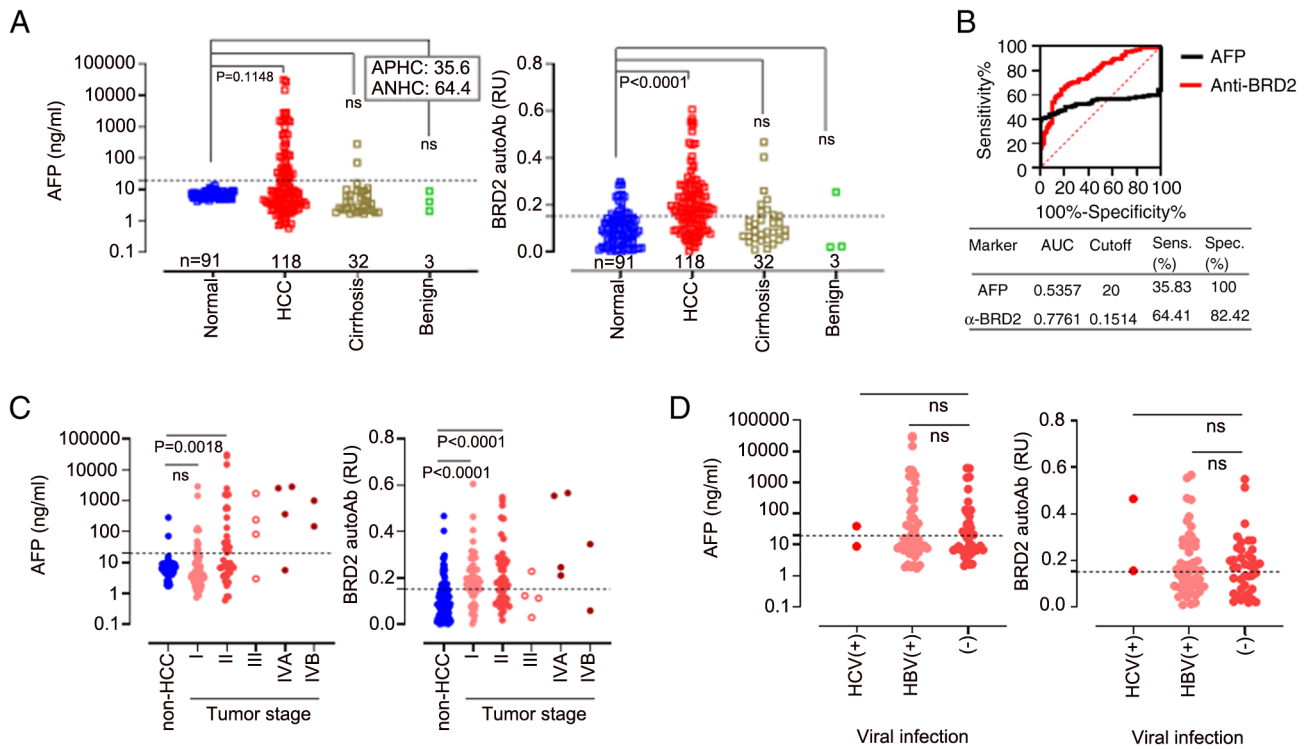 A
100000
10000
1000
100
10
1
0.1
AFP (ng/ml)
P=0.1148
APHC: 35.6
ANHC: 64.4
ns
ns
n=91 118 32 3
Normal
HCC
Cirrhosis
Benign
0.8
0.6
0.4
0.2
0.0
BRD2 autoAb (RU)
P<0.0001
ns
ns
n=91 118 32 3
Normal
HCC
Cirrhosis
Benign
B
100
80
60
40
20
0
Sensitivity%
0 20 40 60 80 100
100%-Specificity%
AFP
Anti-BRD2
Marker AUC Cutoff Sens. (%) Spec. (%)
AFP 0.5357 20 35.83 100
α-BRD2 0.7761 0.1514 64.41 82.42
C
100000
10000
1000
100
10
1
0.1
AFP (ng/ml)
P=0.0018
ns
non-HCC
I
II
III
IVA
IVB
Tumor stage
0.8
0.6
0.4
0.2
0.0
BRD2 autoAb (RU)
P<0.0001
P<0.0001
non-HCC
I
II
III
IVA
IVB
Tumor stage
D
100000
10000
1000
100
10
1
0.1
AFP (ng/ml)
ns
ns
HCV(+)
HBV(+)
(-)
Viral infection
0.8
0.6
0.4
0.2
0.0
BRD2 autoAb (RU)
ns
ns
HCV(+)
HBV(+)
(-)
Viral infection